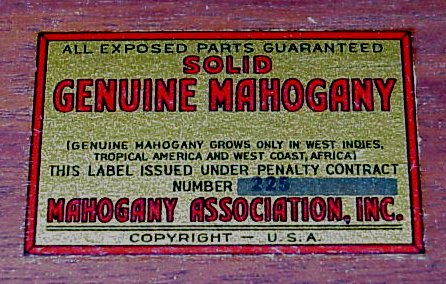 ALL EXPOSED PARTS GUARANTEED
SOLID
GENUINE MAHOGANY
(GENUINE MAHOGANY GROWS ONLY IN WEST INDIES,
TROPICAL AMERICA AND WEST COAST, AFRICA)
THIS LABEL ISSUED UNDER PENALTY CONTRACT
NUMBER 225
MAHOGANY ASSOCIATION, INC.
COPYRIGHT — U.S.A.